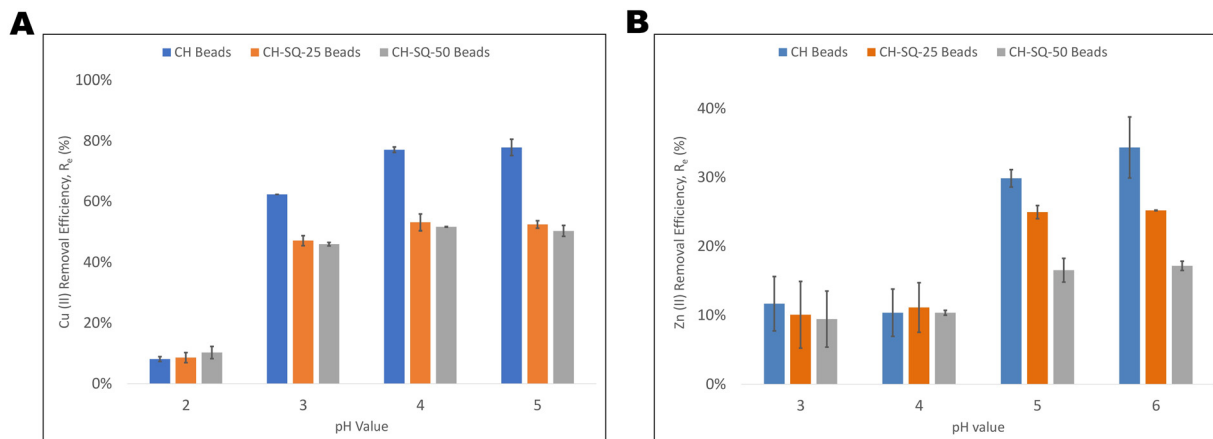 A
CH Beads CH-SQ-25 Beads CH-SQ-50 Beads
Cu (II) Removal Efficiency, Re (%)
100%
80%
60%
40%
20%
0%
2 3 4 5
pH Value
B
CH Beads CH-SQ-25 Beads CH-SQ-50 Beads
Zn (II) Removal Efficiency, Re (%)
40%
30%
20%
10%
0%
3 4 5 6
pH value